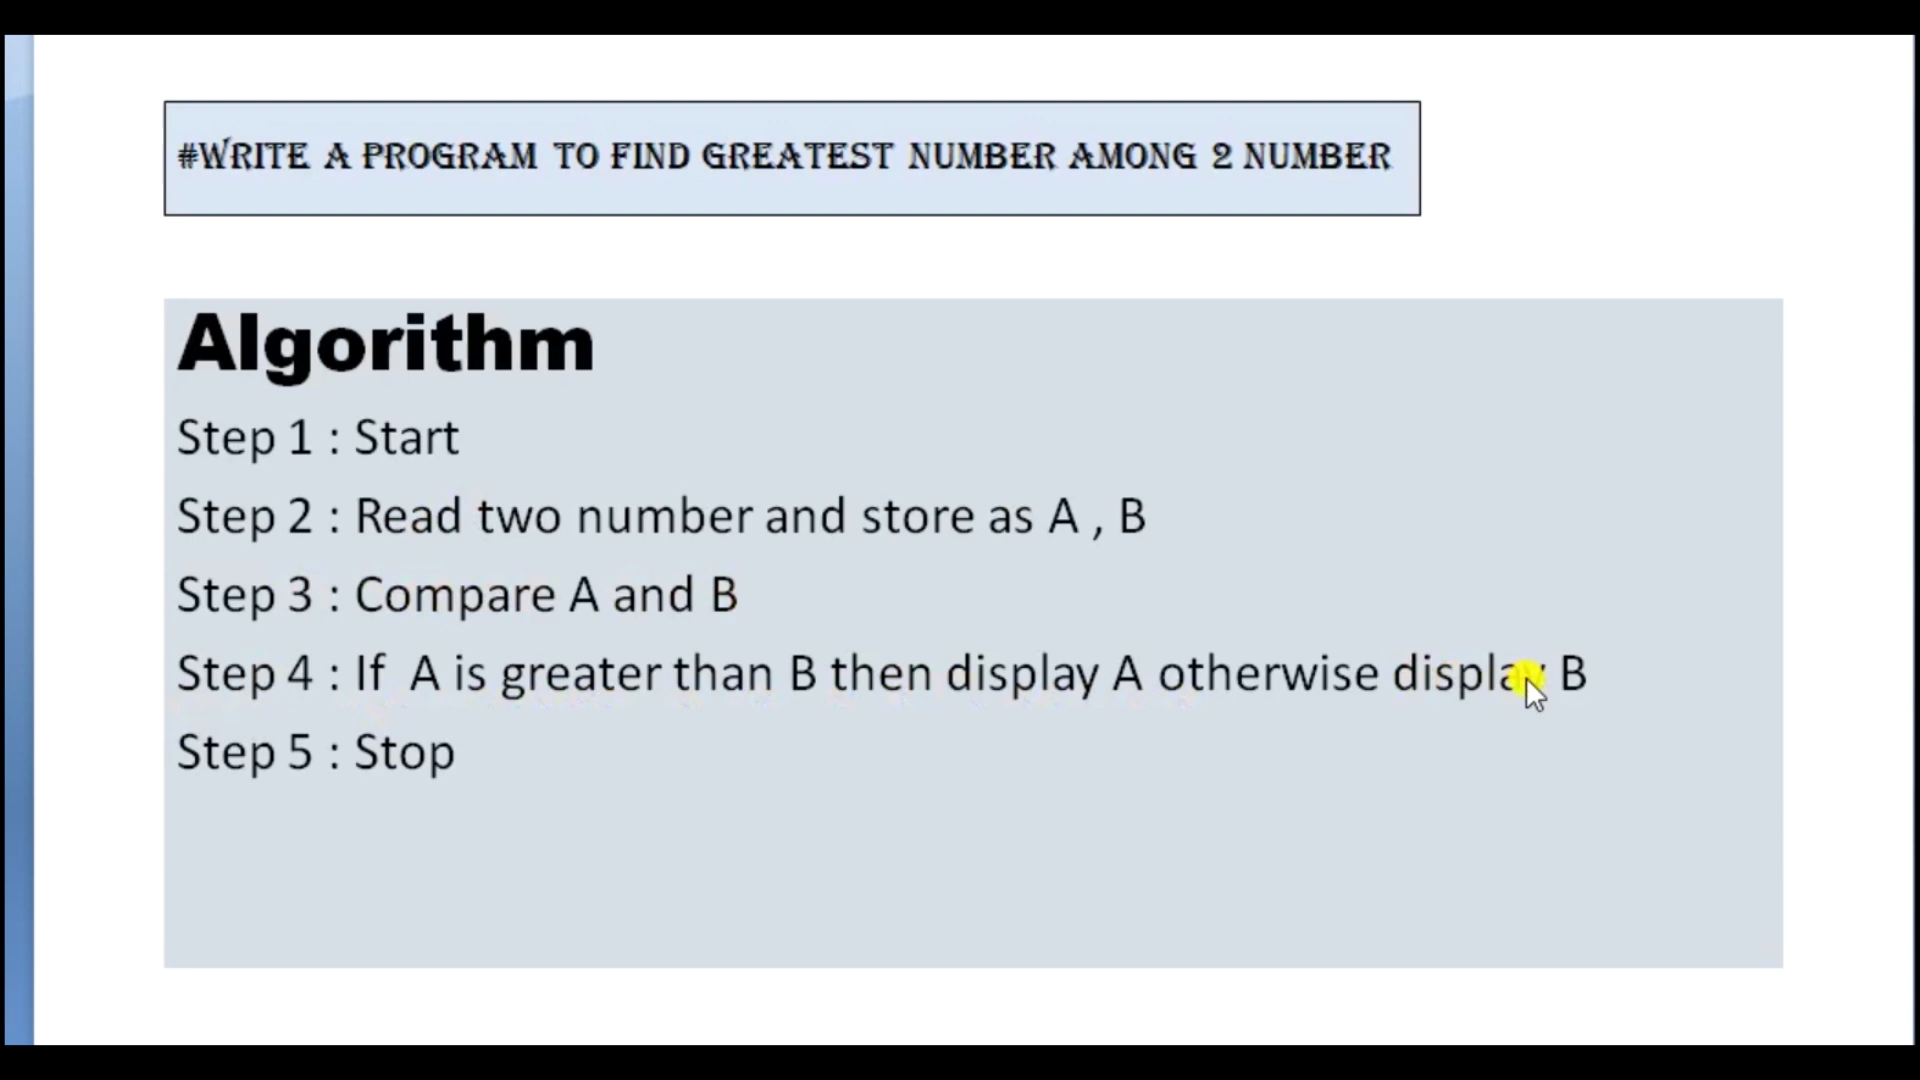 #WRITE A PROGRAM TO FIND GREATEST NUMBER AMONG 2 NUMBER
Algorithm
Step 1 : Start
Step 2 : Read two number and store as A , B
Step 3 : Compare A and B
Step 4 : If A is greater than B then display A otherwise display B
Step 5 : Stop